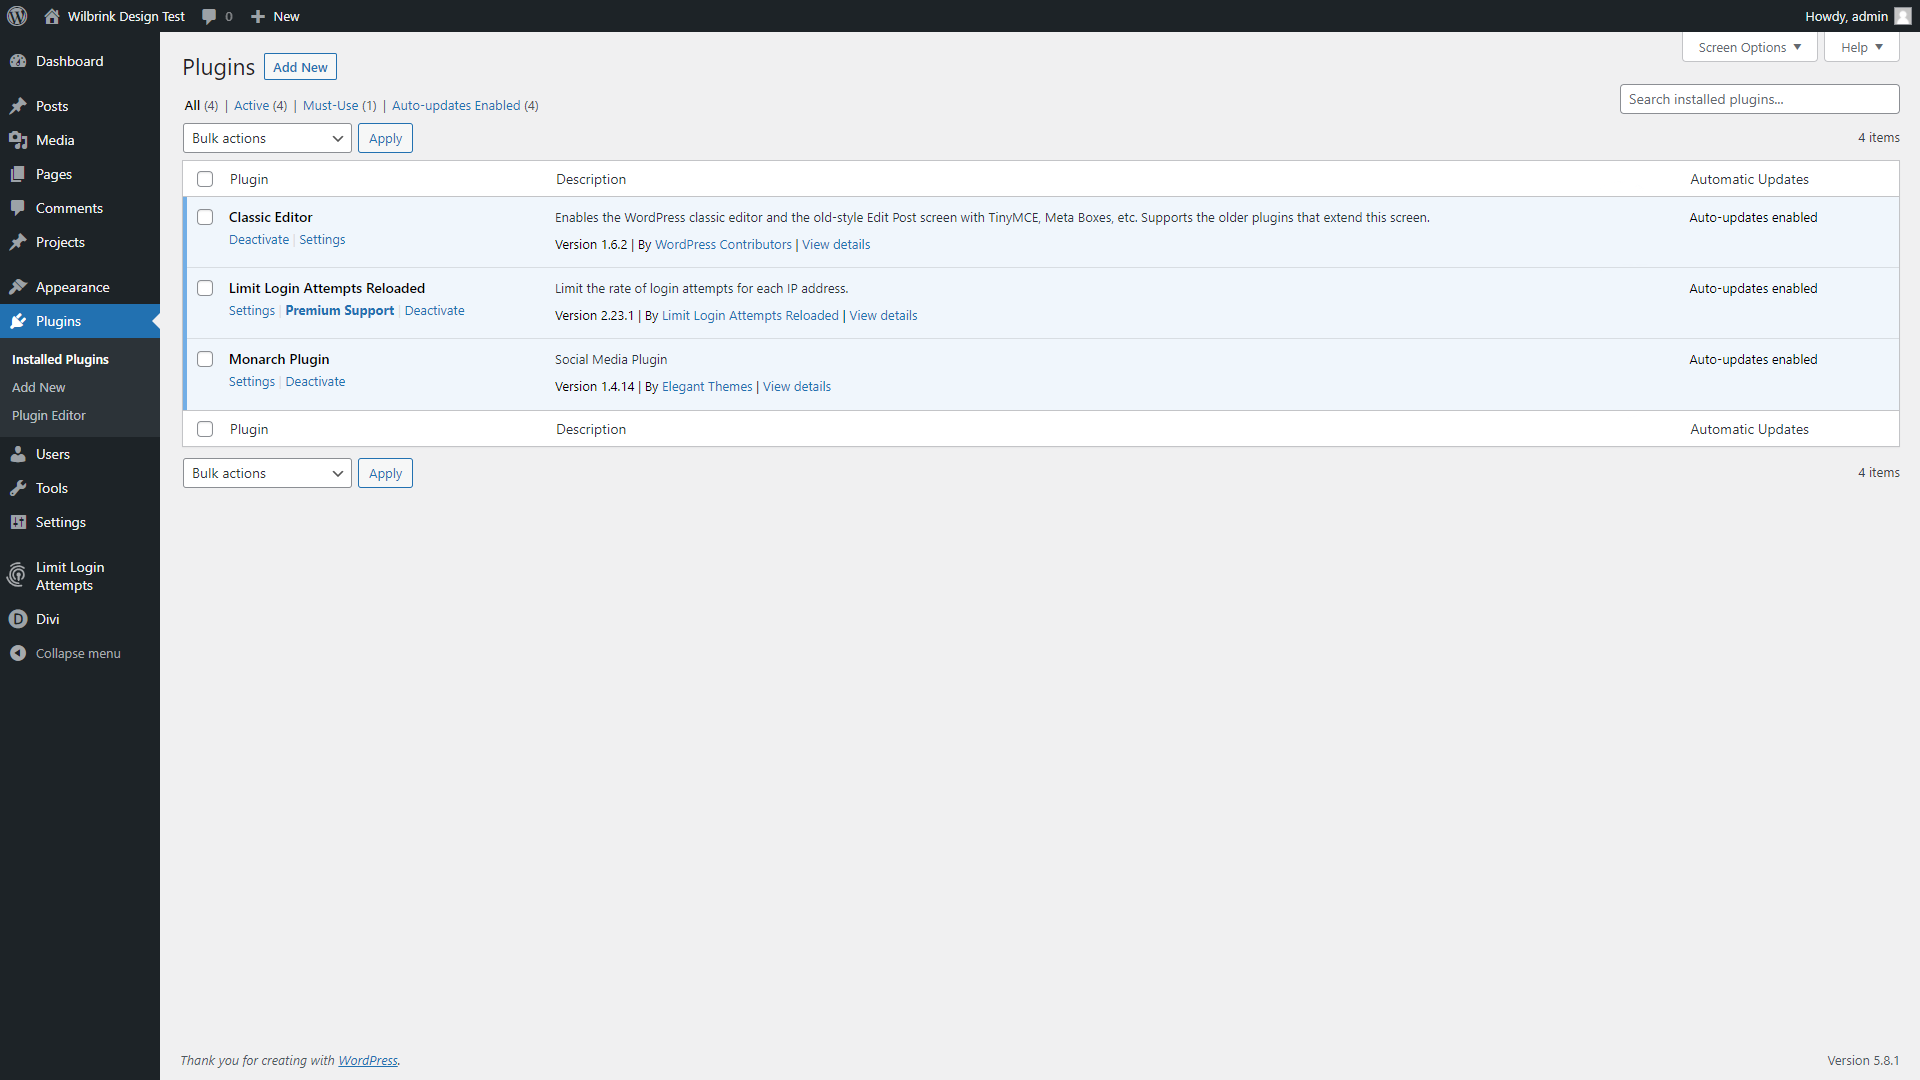 Wilbrink Design Test
0
New
Howdy, admin
Dashboard
Posts
Media
Pages
Comments
Projects
Appearance
Plugins
Installed Plugins
Add New
Plugin Editor
Users
Tools
Settings
Limit Login
Attempts
Divi
Collapse menu
Screen Options
Help
Plugins
Add New
All (4) | Active (4) | Must-Use (1) | Auto-updates Enabled (4)
Search installed plugins...
Bulk actions
Apply
4 items
Plugin Description Automatic Updates
Classic Editor
Deactivate | Settings
Enables the WordPress classic editor and the old-style Edit Post screen with TinyMCE, Meta Boxes, etc. Supports the older plugins that extend this screen.
Version 1.6.2 | By WordPress Contributors | View details
Auto-updates enabled
Limit Login Attempts Reloaded
Settings | Premium Support | Deactivate
Limit the rate of login attempts for each IP address.
Version 2.23.1 | By Limit Login Attempts Reloaded | View details
Auto-updates enabled
Monarch Plugin
Settings | Deactivate
Social Media Plugin
Version 1.4.14 | By Elegant Themes | View details
Auto-updates enabled
Plugin Description Automatic Updates
Bulk actions
Apply
4 items
Thank you for creating with WordPress.
Version 5.8.1